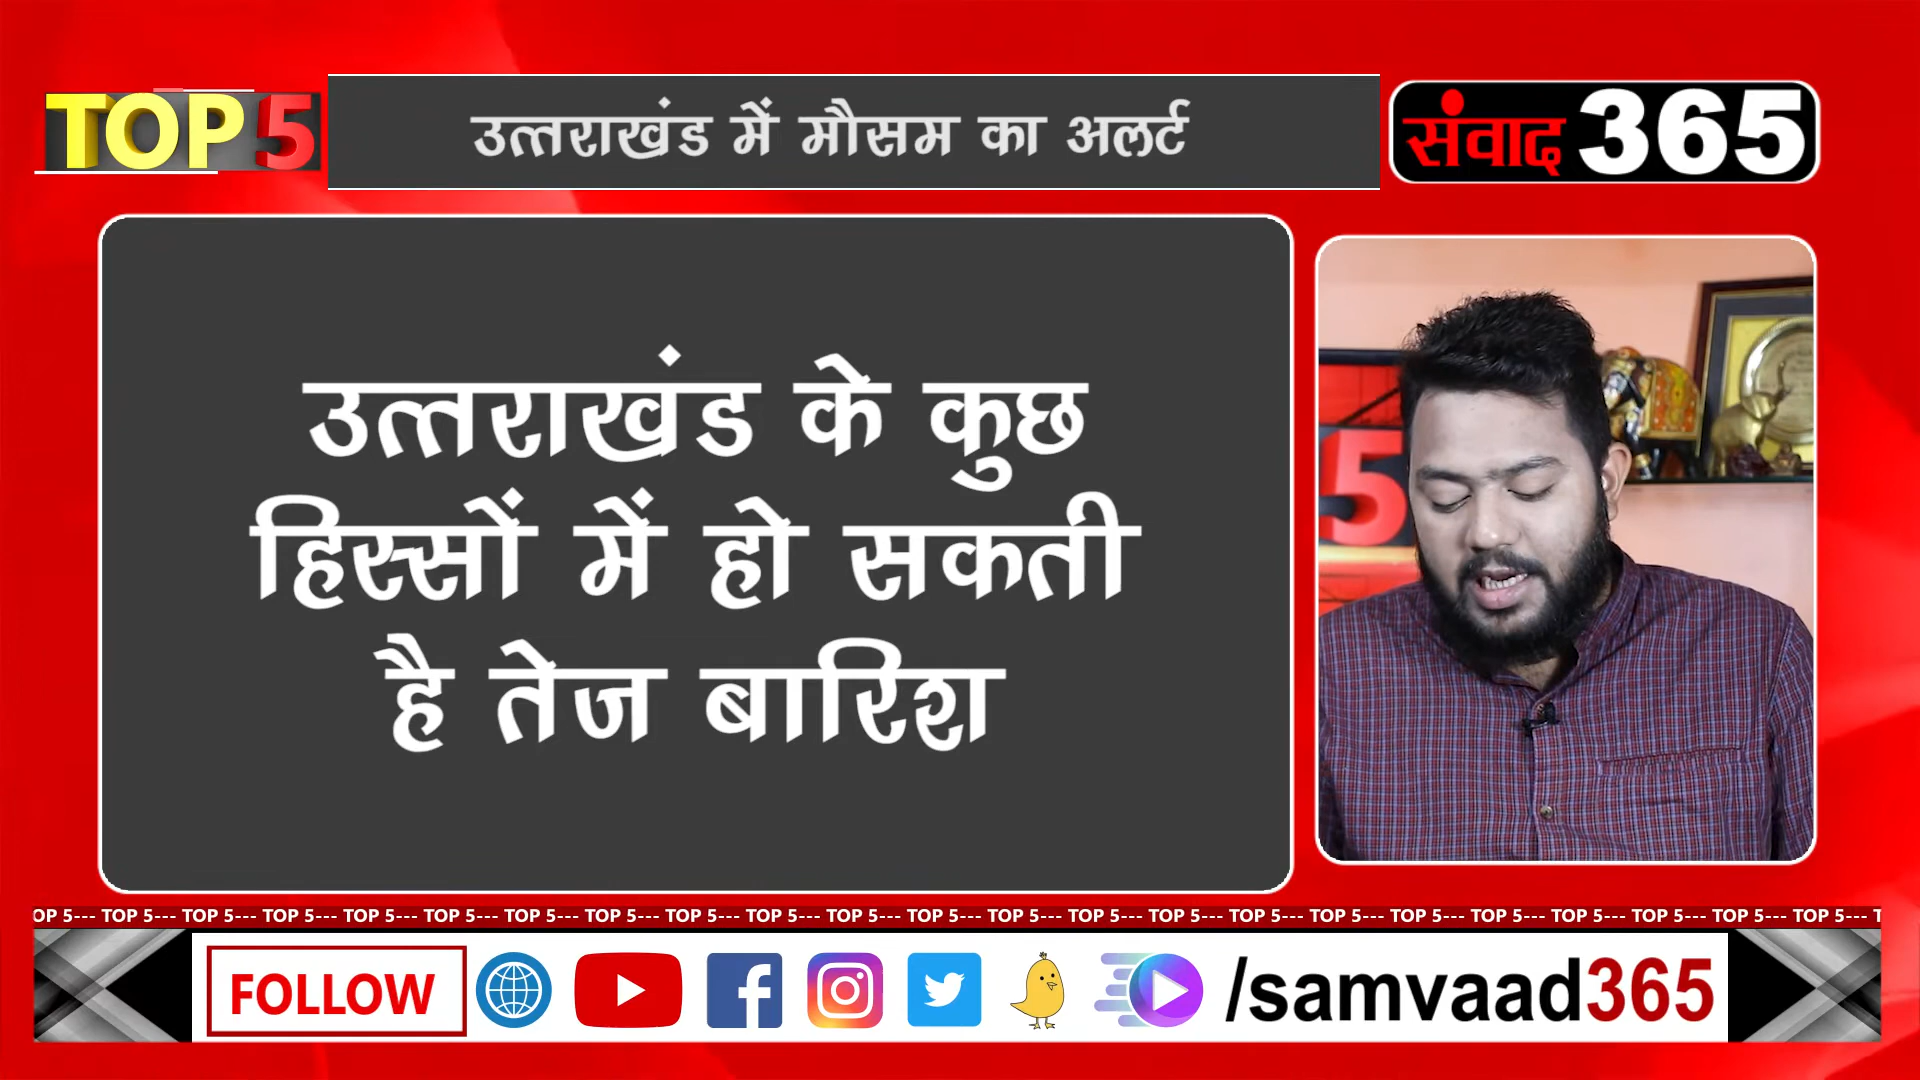 TOP 5
उत्तराखंड में मौसम का अलर्ट
संवाद 365
उत्तराखंड के कुछ
हिस्सों में हो सकती
है तेज बारिश
5
OP 5--- TOP 5--- TOP 5--- TOP 5--- TOP 5--- TOP 5--- TOP 5--- TOP 5--- TOP 5--- TOP 5--- TOP 5--- TOP 5--- TOP 5--- TOP 5--- TOP 5--- TOP 5--- TOP 5--- TOP 5--- TOP 5--- TOP 5--- TOP 5--- TOP 5--- TOP 5--- T
FOLLOW /samvaad365